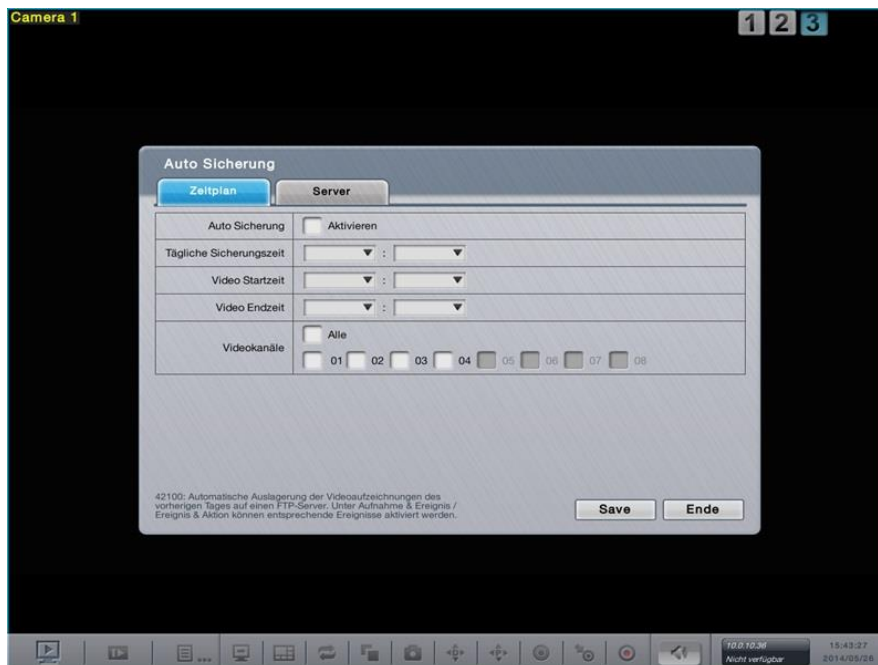 Camera 1
1 2 3
Auto Sicherung
Zeitplan Server
Auto Sicherung Aktivieren
Tägliche Sicherungszeit :
Video Startzeit :
Video Endzeit :
Videokanäle Alle
01 02 03 04 05 06 07 08
42100: Automatische Auslagerung der Videoaufzeichnungen des
vorherigen Tages auf einen FTP-Server. Unter Aufnahme & Ereignis /
Ereignis & Aktion können entsprechende Ereignisse aktiviert werden.
Save Ende
10.0.10.36 15:43:27
Nicht verfügbar 2014/05/26